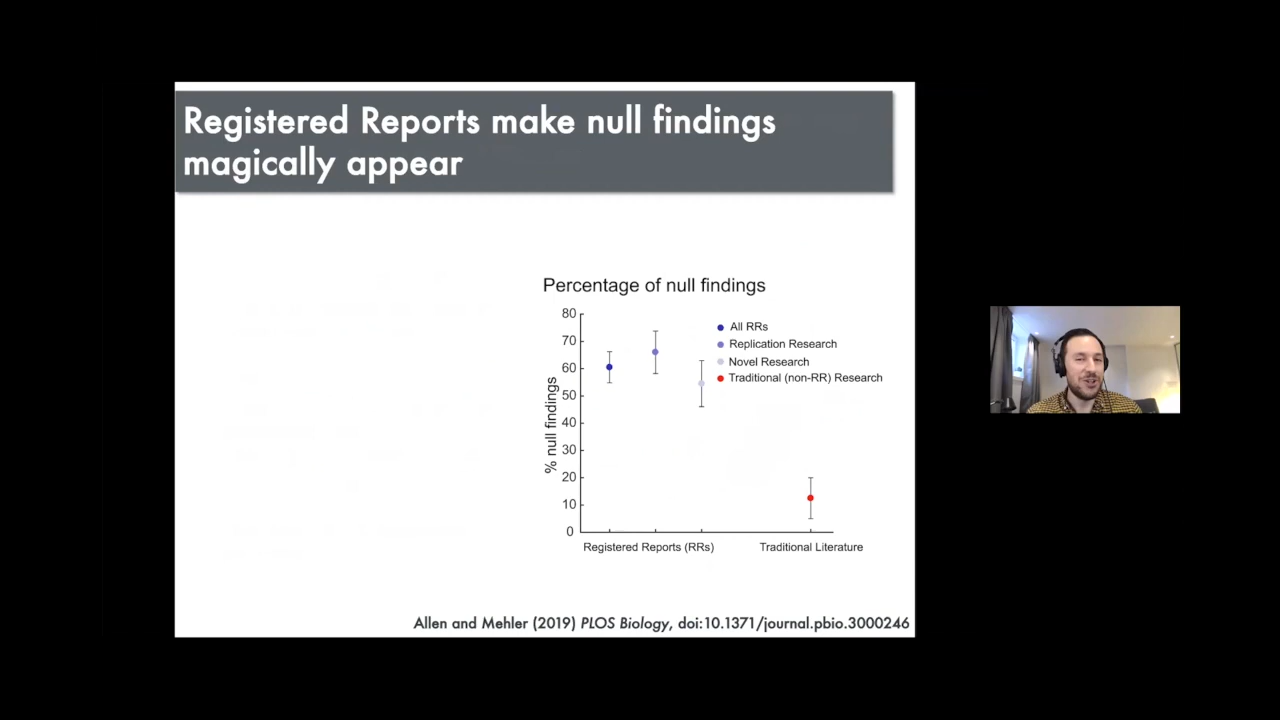 Registered Reports make null findings
magically appear
Percentage of null findings
% null findings
80
70
60
50
40
30
20
10
0
All RRs
Replication Research
Novel Research
Traditional (non-RR) Research
Registered Reports (RRs)
Traditional Literature
Allen and Mehler (2019) PLOS Biology, doi:10.1371/journal.pbio.3000246